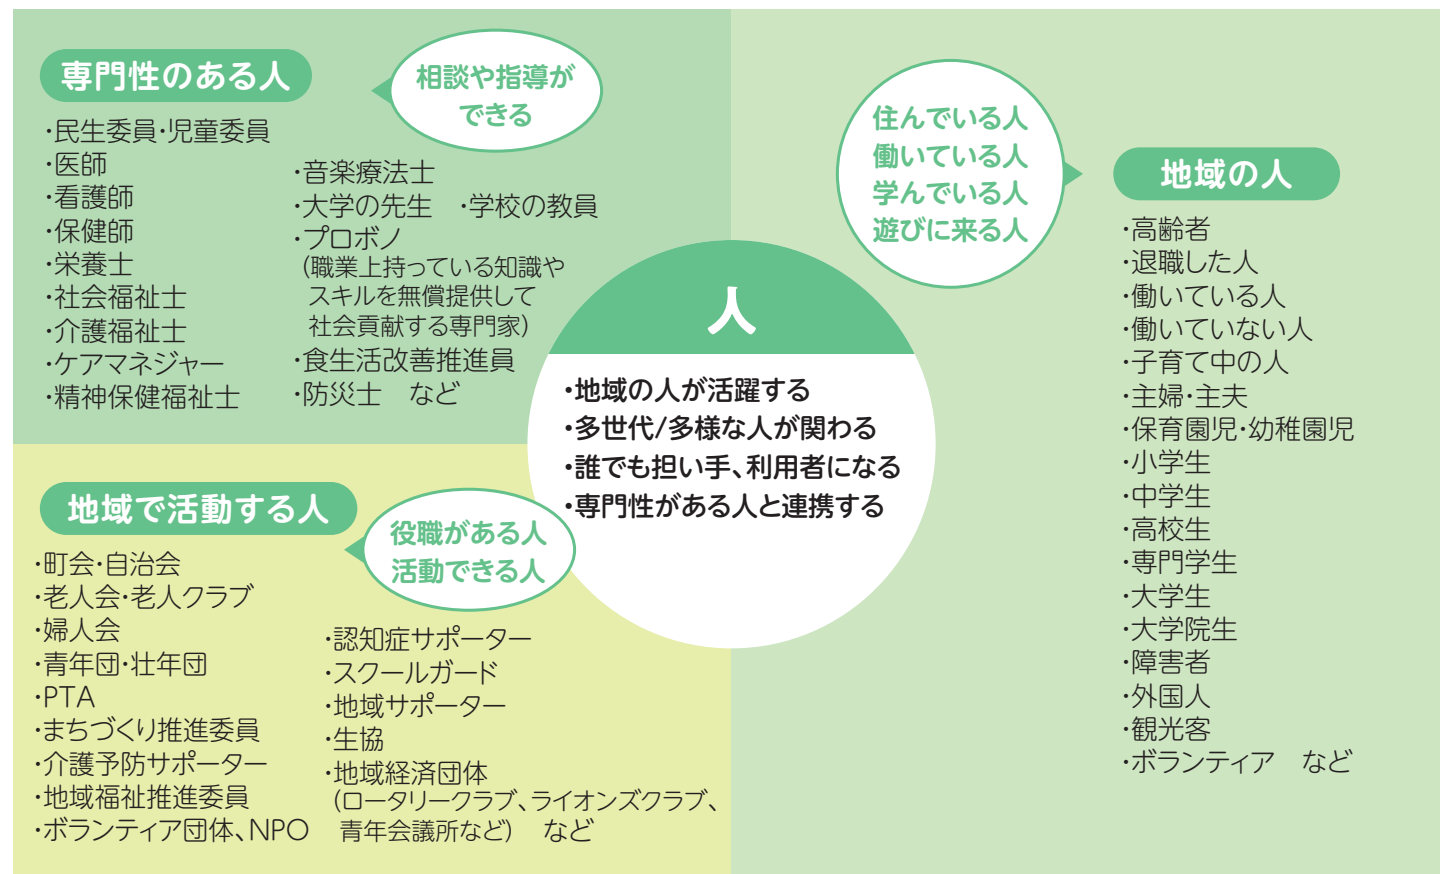 専門性のある人
相談や指導が
できる
・民生委員・児童委員
・医師
・看護師
・保健師
・栄養士
・社会福祉士
・介護福祉士
・ケアマネジャー
・精神保健福祉士
・音楽療法士
・大学の先生　・学校の教員
・プロボノ
(職業上持っている知識や
スキルを無償提供して
社会貢献する専門家)
・食生活改善推進員
・防災士　など
住んでいる人
働いている人
学んでいる人
遊びに来る人
地域の人
・高齢者
・退職した人
・働いている人
・働いていない人
・子育て中の人
・主婦・主夫
・保育園児・幼稚園児
・小学生
・中学生
・高校生
・専門学生
・大学生
・大学院生
・障害者
・外国人
・観光客
・ボランティア　など
人
・地域の人が活躍する
・多世代/多様な人が関わる
・誰でも担い手、利用者になる
・専門性がある人と連携する
地域で活動する人
役職がある人
活動できる人
・町会・自治会
・老人会・老人クラブ
・婦人会
・青年団・壮年団
・PTA
・まちづくり推進委員
・介護予防サポーター
・地域福祉推進委員
・ボランティア団体、NPO
・認知症サポーター
・スクールガード
・地域サポーター
・生協
・地域経済団体
(ロータリークラブ、ライオンズクラブ、
青年会議所など)　など